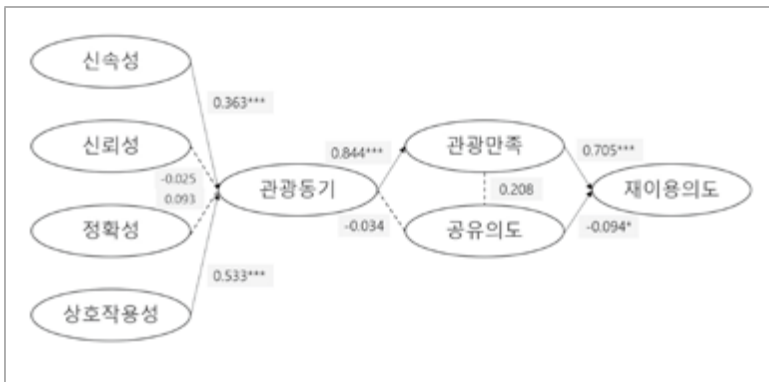 신속성
0.363***
신뢰성
-0.025
0.093
정확성
0.533***
상호작용성
관광동기
0.844***
-0.034
관광만족
0.208
공유의도
0.705***
-0.094*
재이용의도